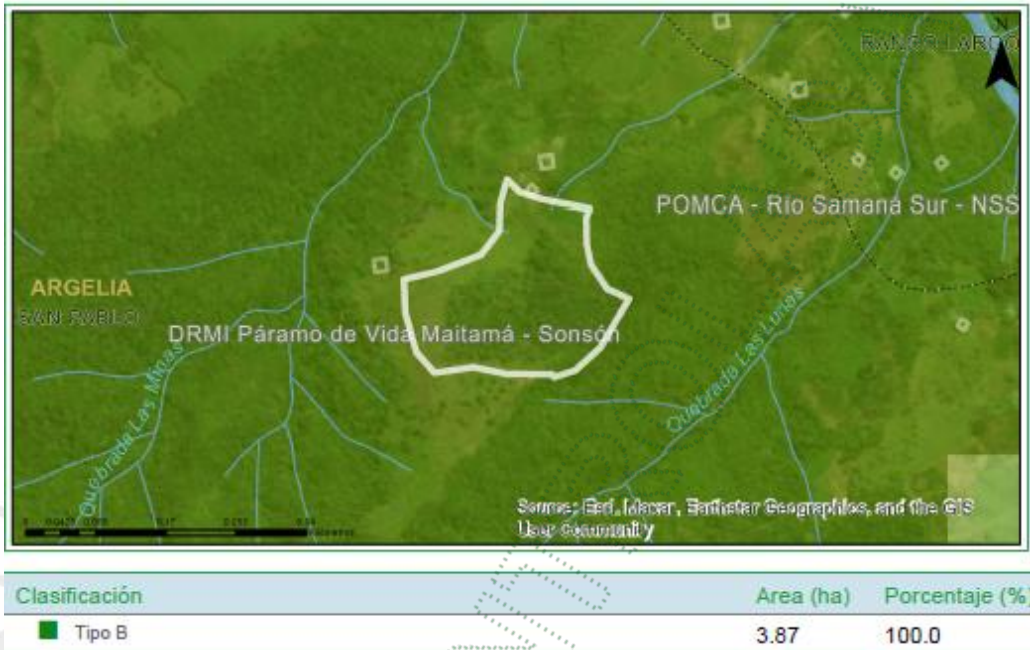 N
RANCHO LARGO
POMCA - Río Samaná Sur - NSS
ARGELIA
SAN PABLO
DRMI Páramo de Vida Maitamá - Sonsón
Quebrada Las Lunas
Quebrada Las Minas
Source: Esri, Maxar, Earthstar Geographics, and the GIS
User Community
Clasificación Area (ha) Porcentaje (%)
Tipo B 3.87 100.0